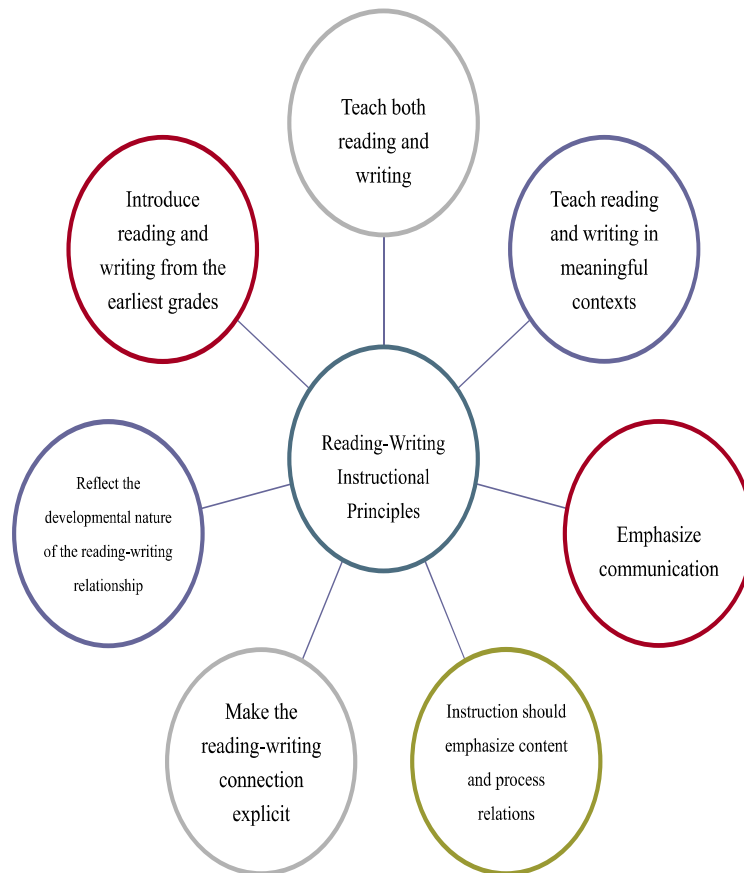 Teach both
reading and
writing
Teach reading
and writing in
meaningful
contexts
Emphasize
communication
Instruction should
emphasize content
and process
relations
Make the
reading-writing
connection
explicit
Reflect the
developmental nature
of the reading-writing
relationship
Introduce
reading and
writing from the
earliest grades
Reading-Writing
Instructional
Principles